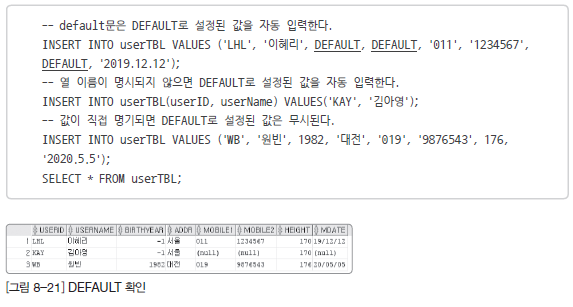 -- default문은 DEFAULT로 설정된 값을 자동 입력한다.
INSERT INTO userTBL VALUES ('LHL', '이혜리', DEFAULT, DEFAULT, '011', '1234567',
DEFAULT, '2019.12.12');
-- 열 이름이 명시되지 않으면 DEFAULT로 설정된 값을 자동 입력한다.
INSERT INTO userTBL(userID, userName) VALUES('KAY', '김아영');
-- 값이 직접 명기되면 DEFAULT로 설정된 값은 무시된다.
INSERT INTO userTBL VALUES ('WB', '원빈', 1982, '대전', '019', '9876543', 176,
'2020.5.5');
SELECT * FROM userTBL;
USERID USERNAME BIRTHYEAR ADDR MOBILE1 MOBILE2 HEIGHT MDATE
1 LHL 이혜리 -1 서울 011 1234567 170 19/12/12
2 KAY 김아영 -1 서울 (null) (null) 170 (null)
3 WB 원빈 1982 대전 019 9876543 176 20/05/05
[그림 8-21] DEFAULT 확인